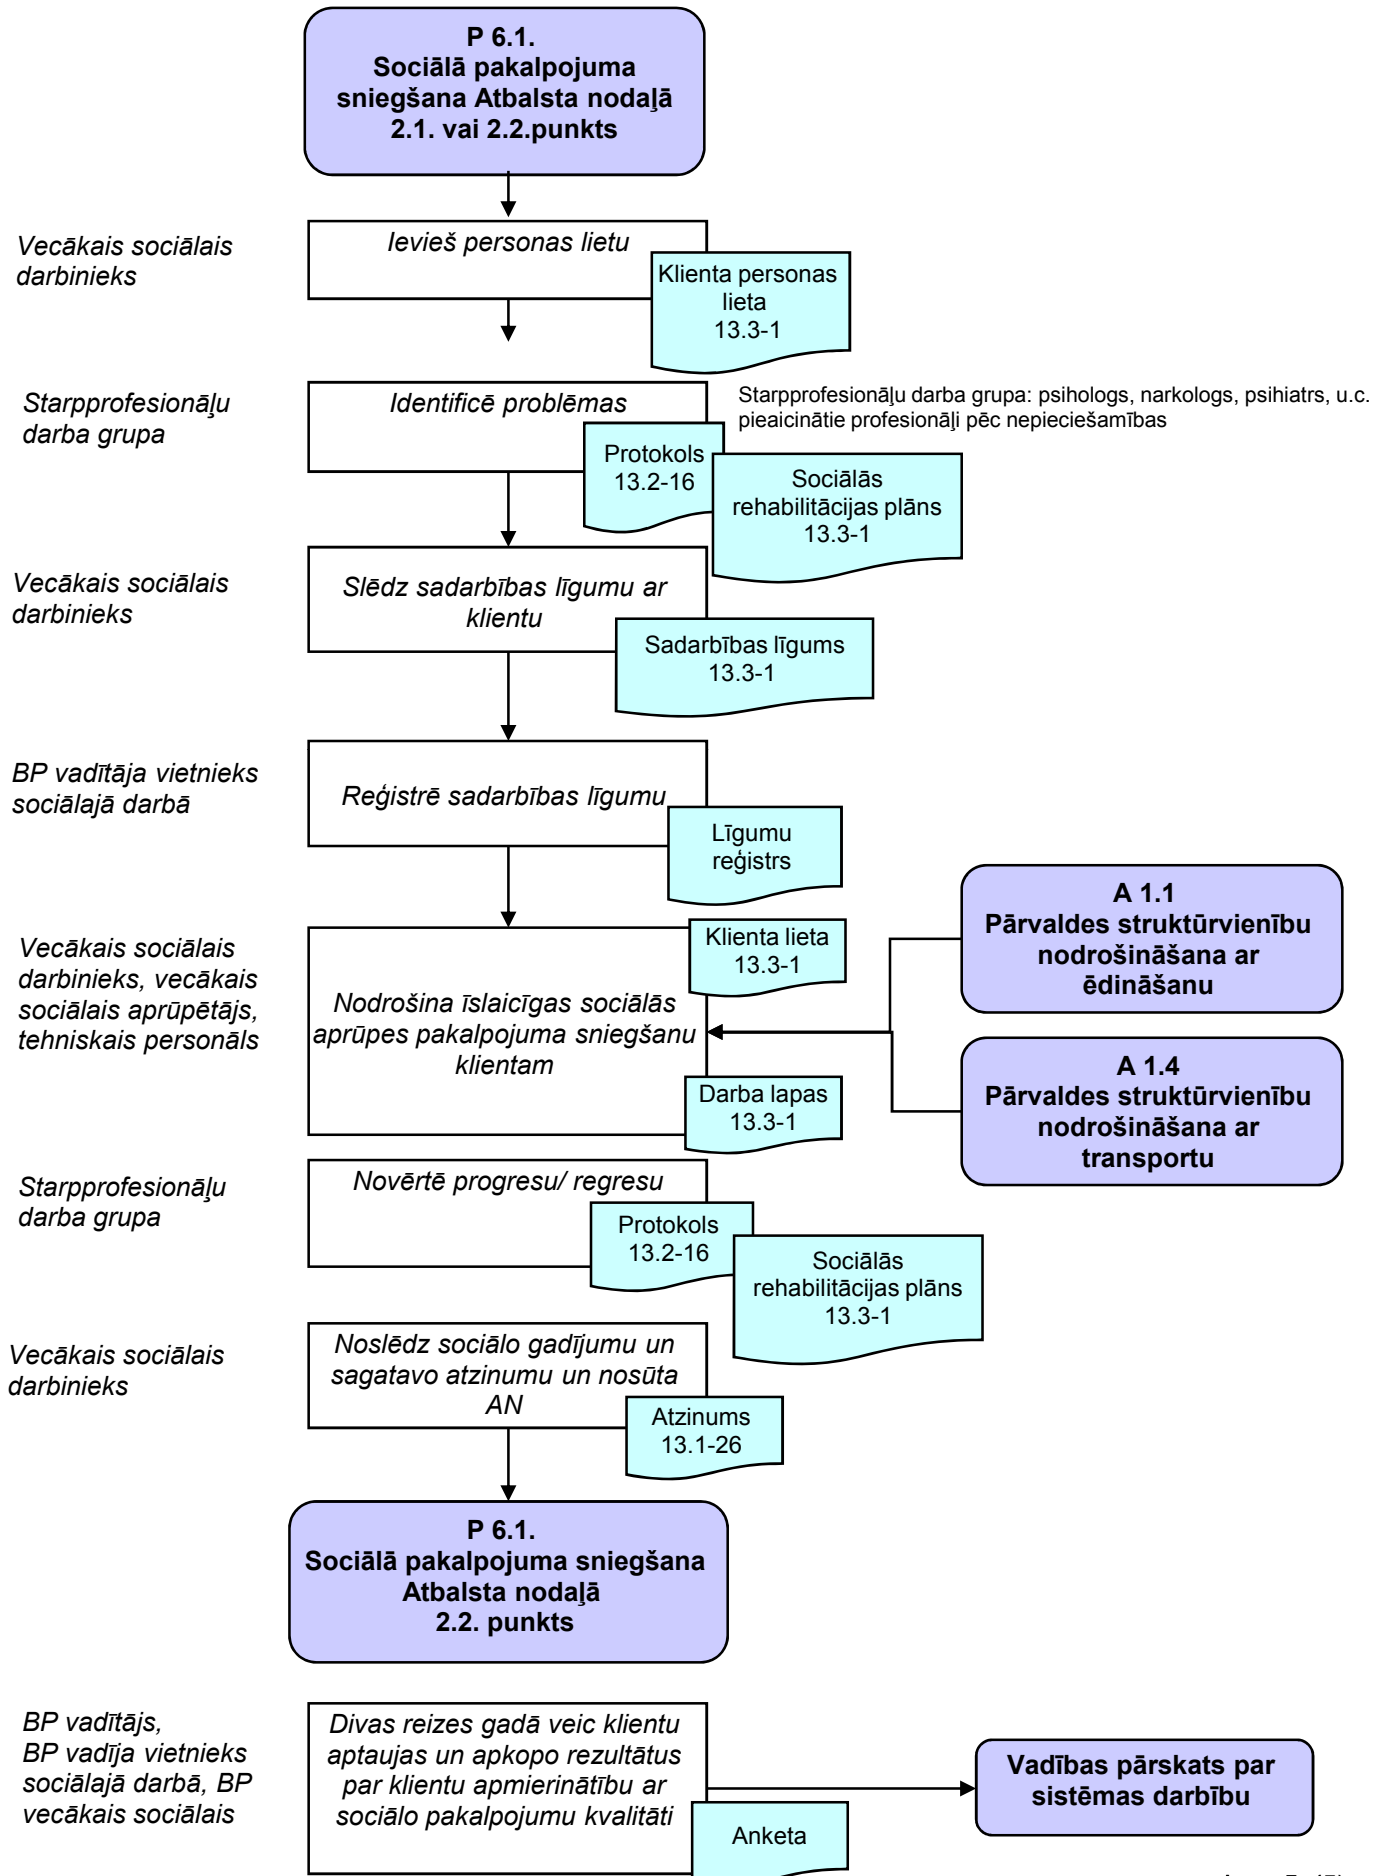 P 6.1.
Sociālā pakalpojuma
sniegšana Atbalsta nodaļā
2.1. vai 2.2.punkts
Vecākais sociālais
darbinieks
Ievieš personas lietu
Klienta personas
lieta
13.3-1
Starpprofesionāļu
darba grupa
Identificē problēmas
Starpprofesionāļu darba grupa: psihologs, narkologs, psihiatrs, u.c.
pieaicinātie profesionāļi pēc nepieciešamības
Protokols
13.2-16
Sociālās
rehabilitācijas plāns
13.3-1
Vecākais sociālais
darbinieks
Slēdz sadarbības līgumu ar
klientu
Sadarbības līgums
13.3-1
BP vadītāja vietnieks
sociālajā darbā
Reģistrē sadarbības līgumu
Līgumu
reģistrs
A 1.1
Pārvaldes struktūrvienību
nodrošināšana ar
ēdināšanu
Vecākais sociālais
darbinieks, vecākais
sociālais aprūpētājs,
tehniskais personāls
Klienta lieta
13.3-1
Nodrošina īslaicīgas sociālās
aprūpes pakalpojuma sniegšanu
klientam
Darba lapas
13.3-1
A 1.4
Pārvaldes struktūrvienību
nodrošināšana ar
transportu
Starpprofesionāļu
darba grupa
Novērtē progresu/ regresu
Protokols
13.2-16
Sociālās
rehabilitācijas plāns
13.3-1
Vecākais sociālais
darbinieks
Noslēdz sociālo gadījumu un
sagatavo atzinumu un nosūta
AN
Atzinums
13.1-26
P 6.1.
Sociālā pakalpojuma sniegšana
Atbalsta nodaļā
2.2. punkts
BP vadītājs,
BP vadīja vietnieks
sociālajā darbā, BP
vecākais sociālais
Divas reizes gadā veic klientu
aptaujas un apkopo rezultātus
par klientu apmierinātību ar
sociālo pakalpojumu kvalitāti
Anketa
Vadības pārskats par
sistēmas darbību